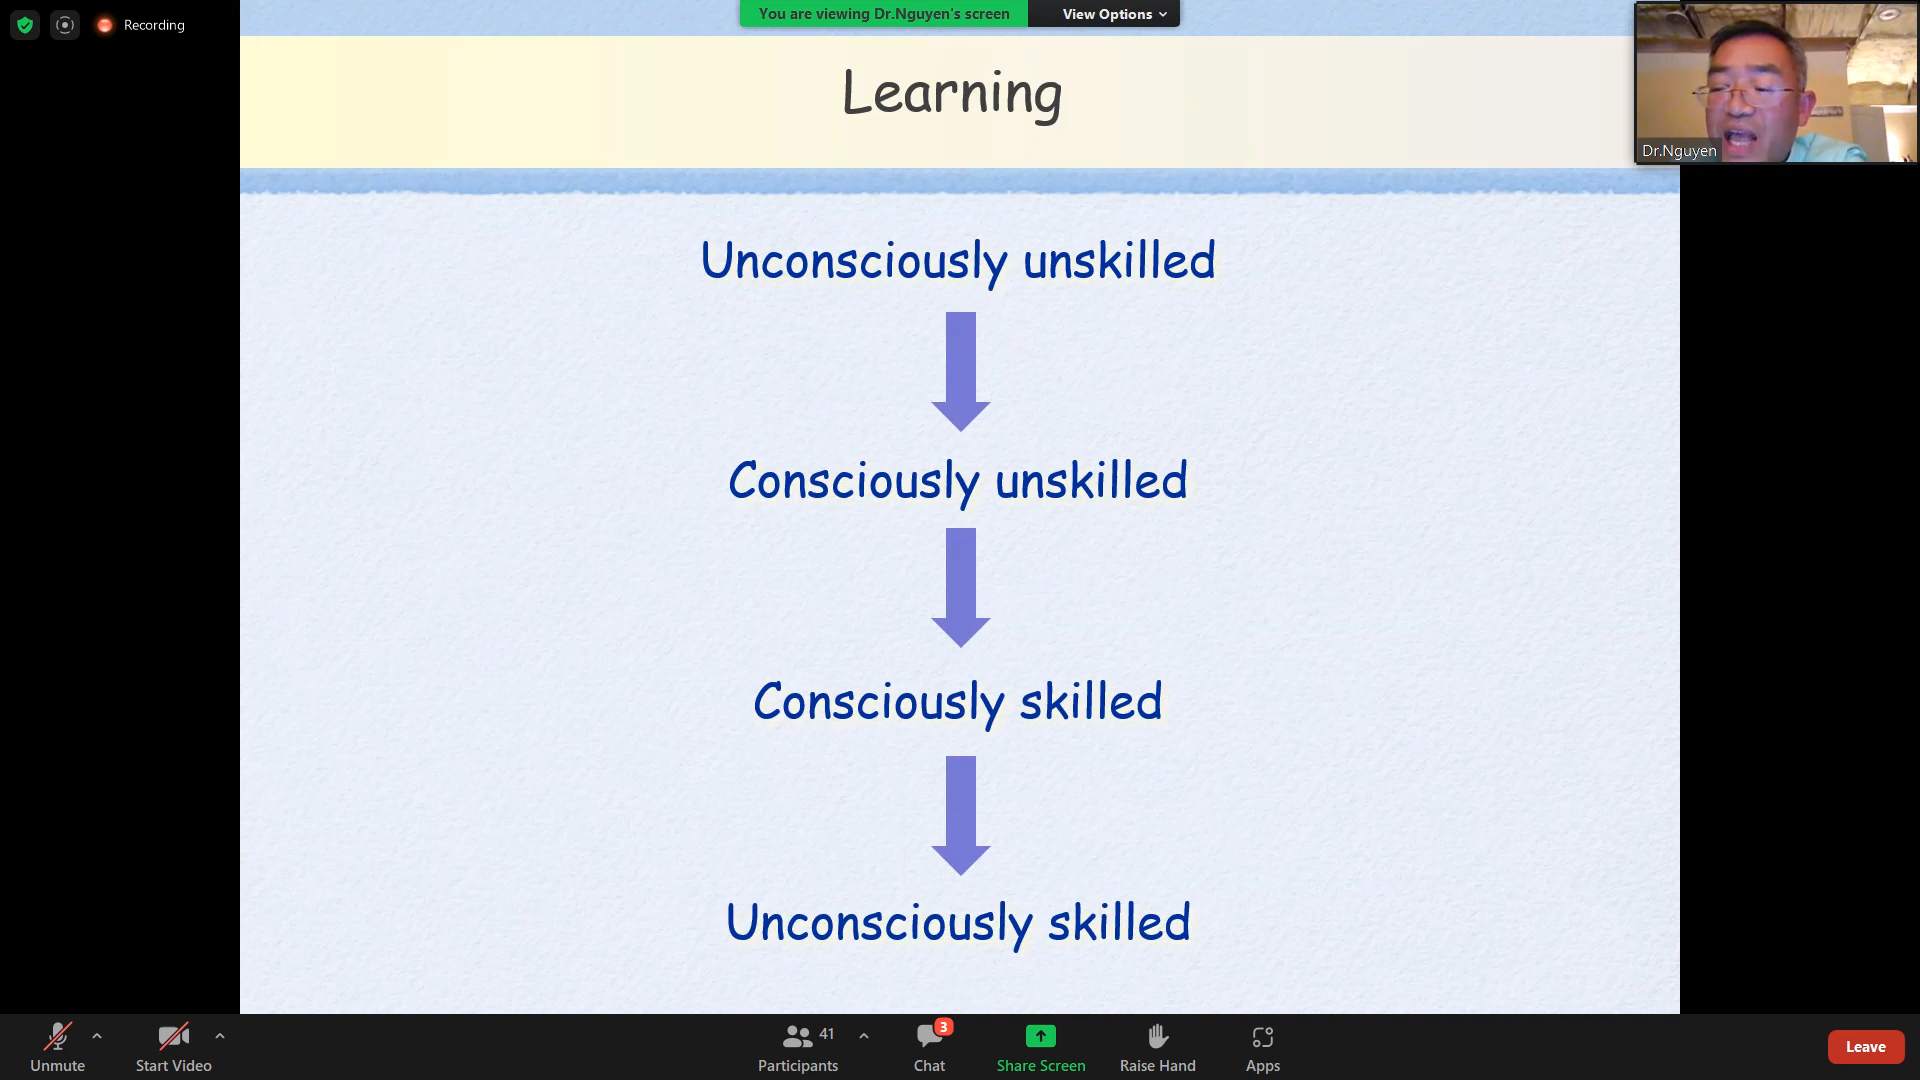 Recording
You are viewing Dr.Nguyen's screen
View Options
Learning
Dr.Nguyen
Unconsciously unskilled
Consciously unskilled
Consciously skilled
Unconsciously skilled
Unmute
Start Video
41
Participants
3
Chat
Share Screen
Raise Hand
Apps
Leave